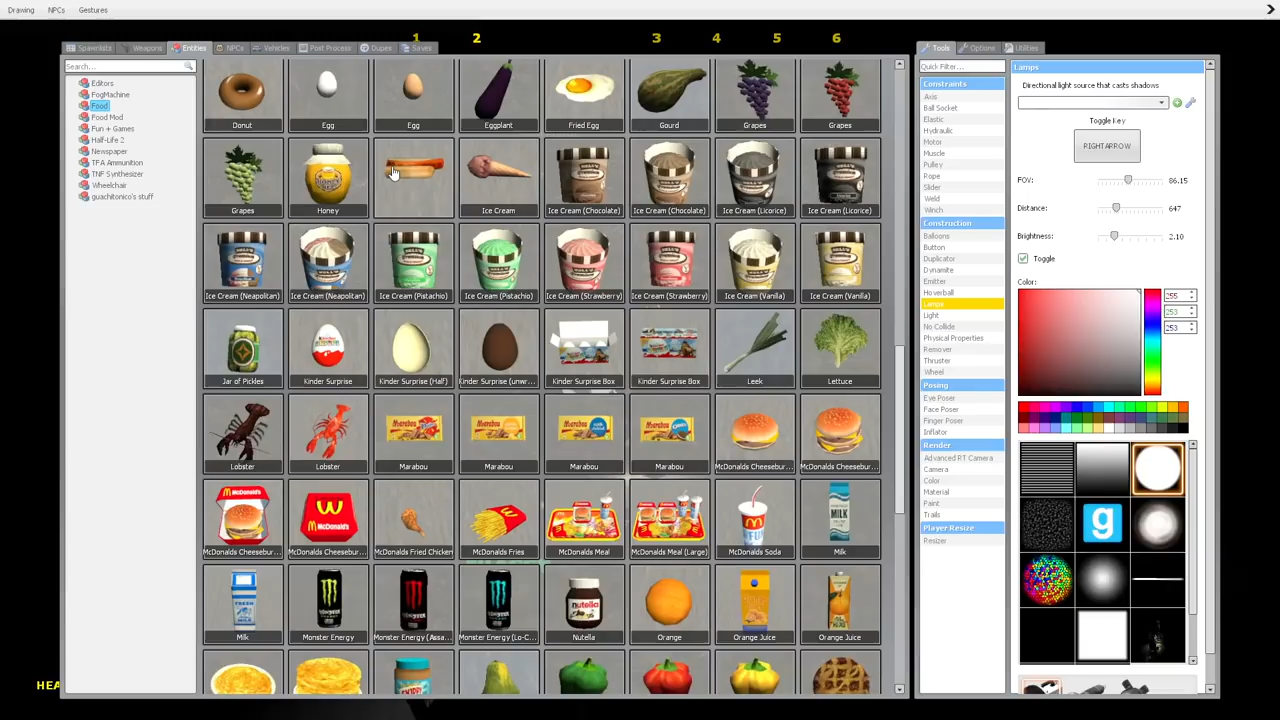 Drawing NPCs Gestures
1 2 3 4 5 6
Spawnlists Weapons Entities NPCs Vehicles Post Process Dupes Saves
Search...
Editors
FogMachine
Food
Food Mod
Fun + Games
Half-Life 2
Newspaper
TFA Ammunition
TNF Synthesizer
Wheelchair
guachitonico's stuff
Donut Egg Egg Eggplant Fried Egg Gourd Grapes Grapes
Grapes Honey Ice Cream Ice Cream (Chocolate) Ice Cream (Chocolate) Ice Cream (Licorice) Ice Cream (Licorice)
Ice Cream (Neapolitan) Ice Cream (Neapolitan) Ice Cream (Pistachio) Ice Cream (Pistachio) Ice Cream (Strawberry) Ice Cream (Strawberry) Ice Cream (Vanilla) Ice Cream (Vanilla)
Jar of Pickles Kinder Surprise Kinder Surprise (Half) Kinder Surprise (unwr... Kinder Surprise Box Kinder Surprise Box Leek Lettuce
Lobster Lobster Marabou Marabou Marabou Marabou McDonalds Cheesebur... McDonalds Cheesebur...
McDonalds Cheesebur... McDonalds Cheesebur... McDonalds Fried Chicken McDonalds Fries McDonalds Meal McDonalds Meal (Large) McDonalds Soda Milk
Milk Monster Energy Monster Energy (Assa... Monster Energy (Lo-C... Nutella Orange Orange Juice Orange Juice
HEA
Tools Options Utilities
Quick Filter...
Constraints
Axis
Ball Socket
Elastic
Hydraulic
Motor
Muscle
Pulley
Rope
Slider
Weld
Winch
Construction
Balloons
Button
Duplicator
Dynamite
Emitter
Hoverball
Lamps
Light
No Collide
Physical Properties
Remover
Thruster
Wheel
Posing
Eye Poser
Face Poser
Finger Poser
Inflator
Render
Advanced RT Camera
Camera
Color
Material
Paint
Trails
Player Resize
Resizer
Lamps
Directional light source that casts shadows
Toggle Key
RIGHTARROW
FOV: 86.15
Distance: 647
Brightness: 2.10
Toggle
Color:
255
253
253
g